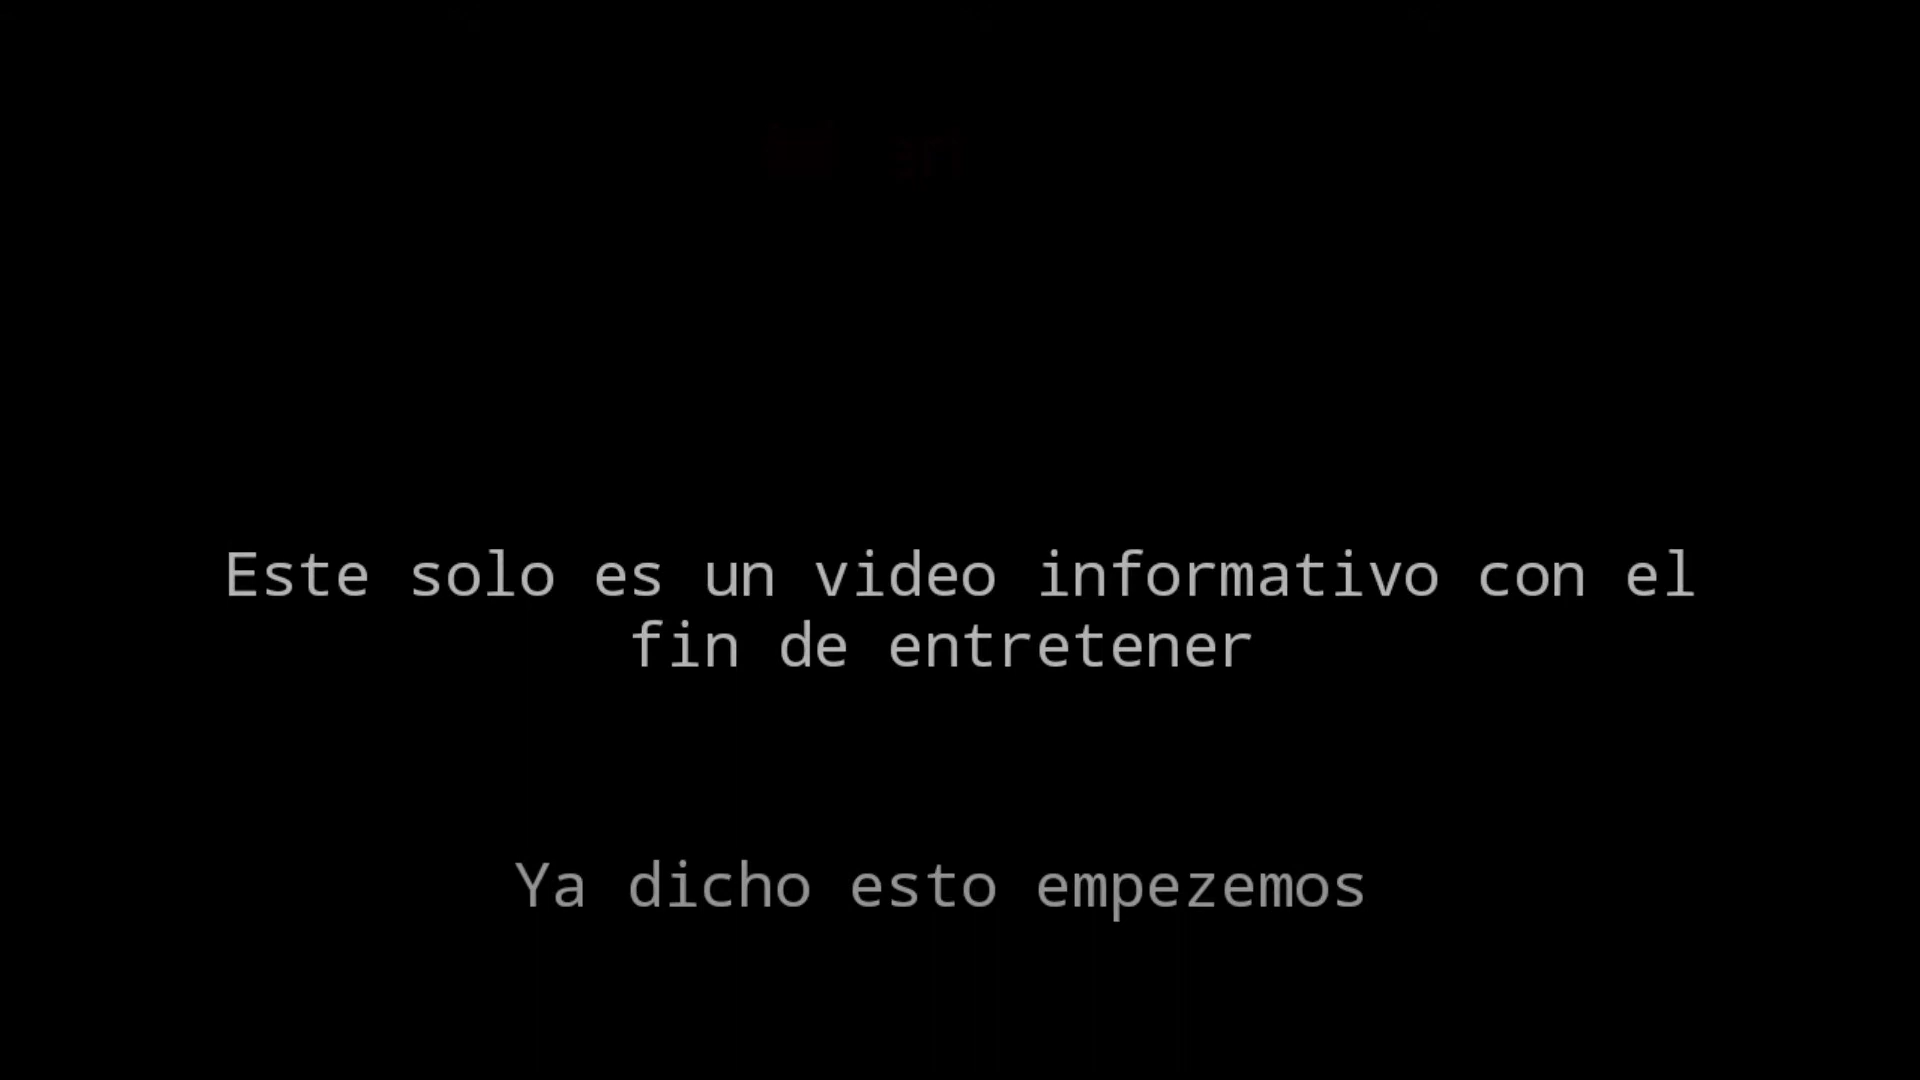 Este solo es un video informativo con el
fin de entretener
Ya dicho esto empezemos